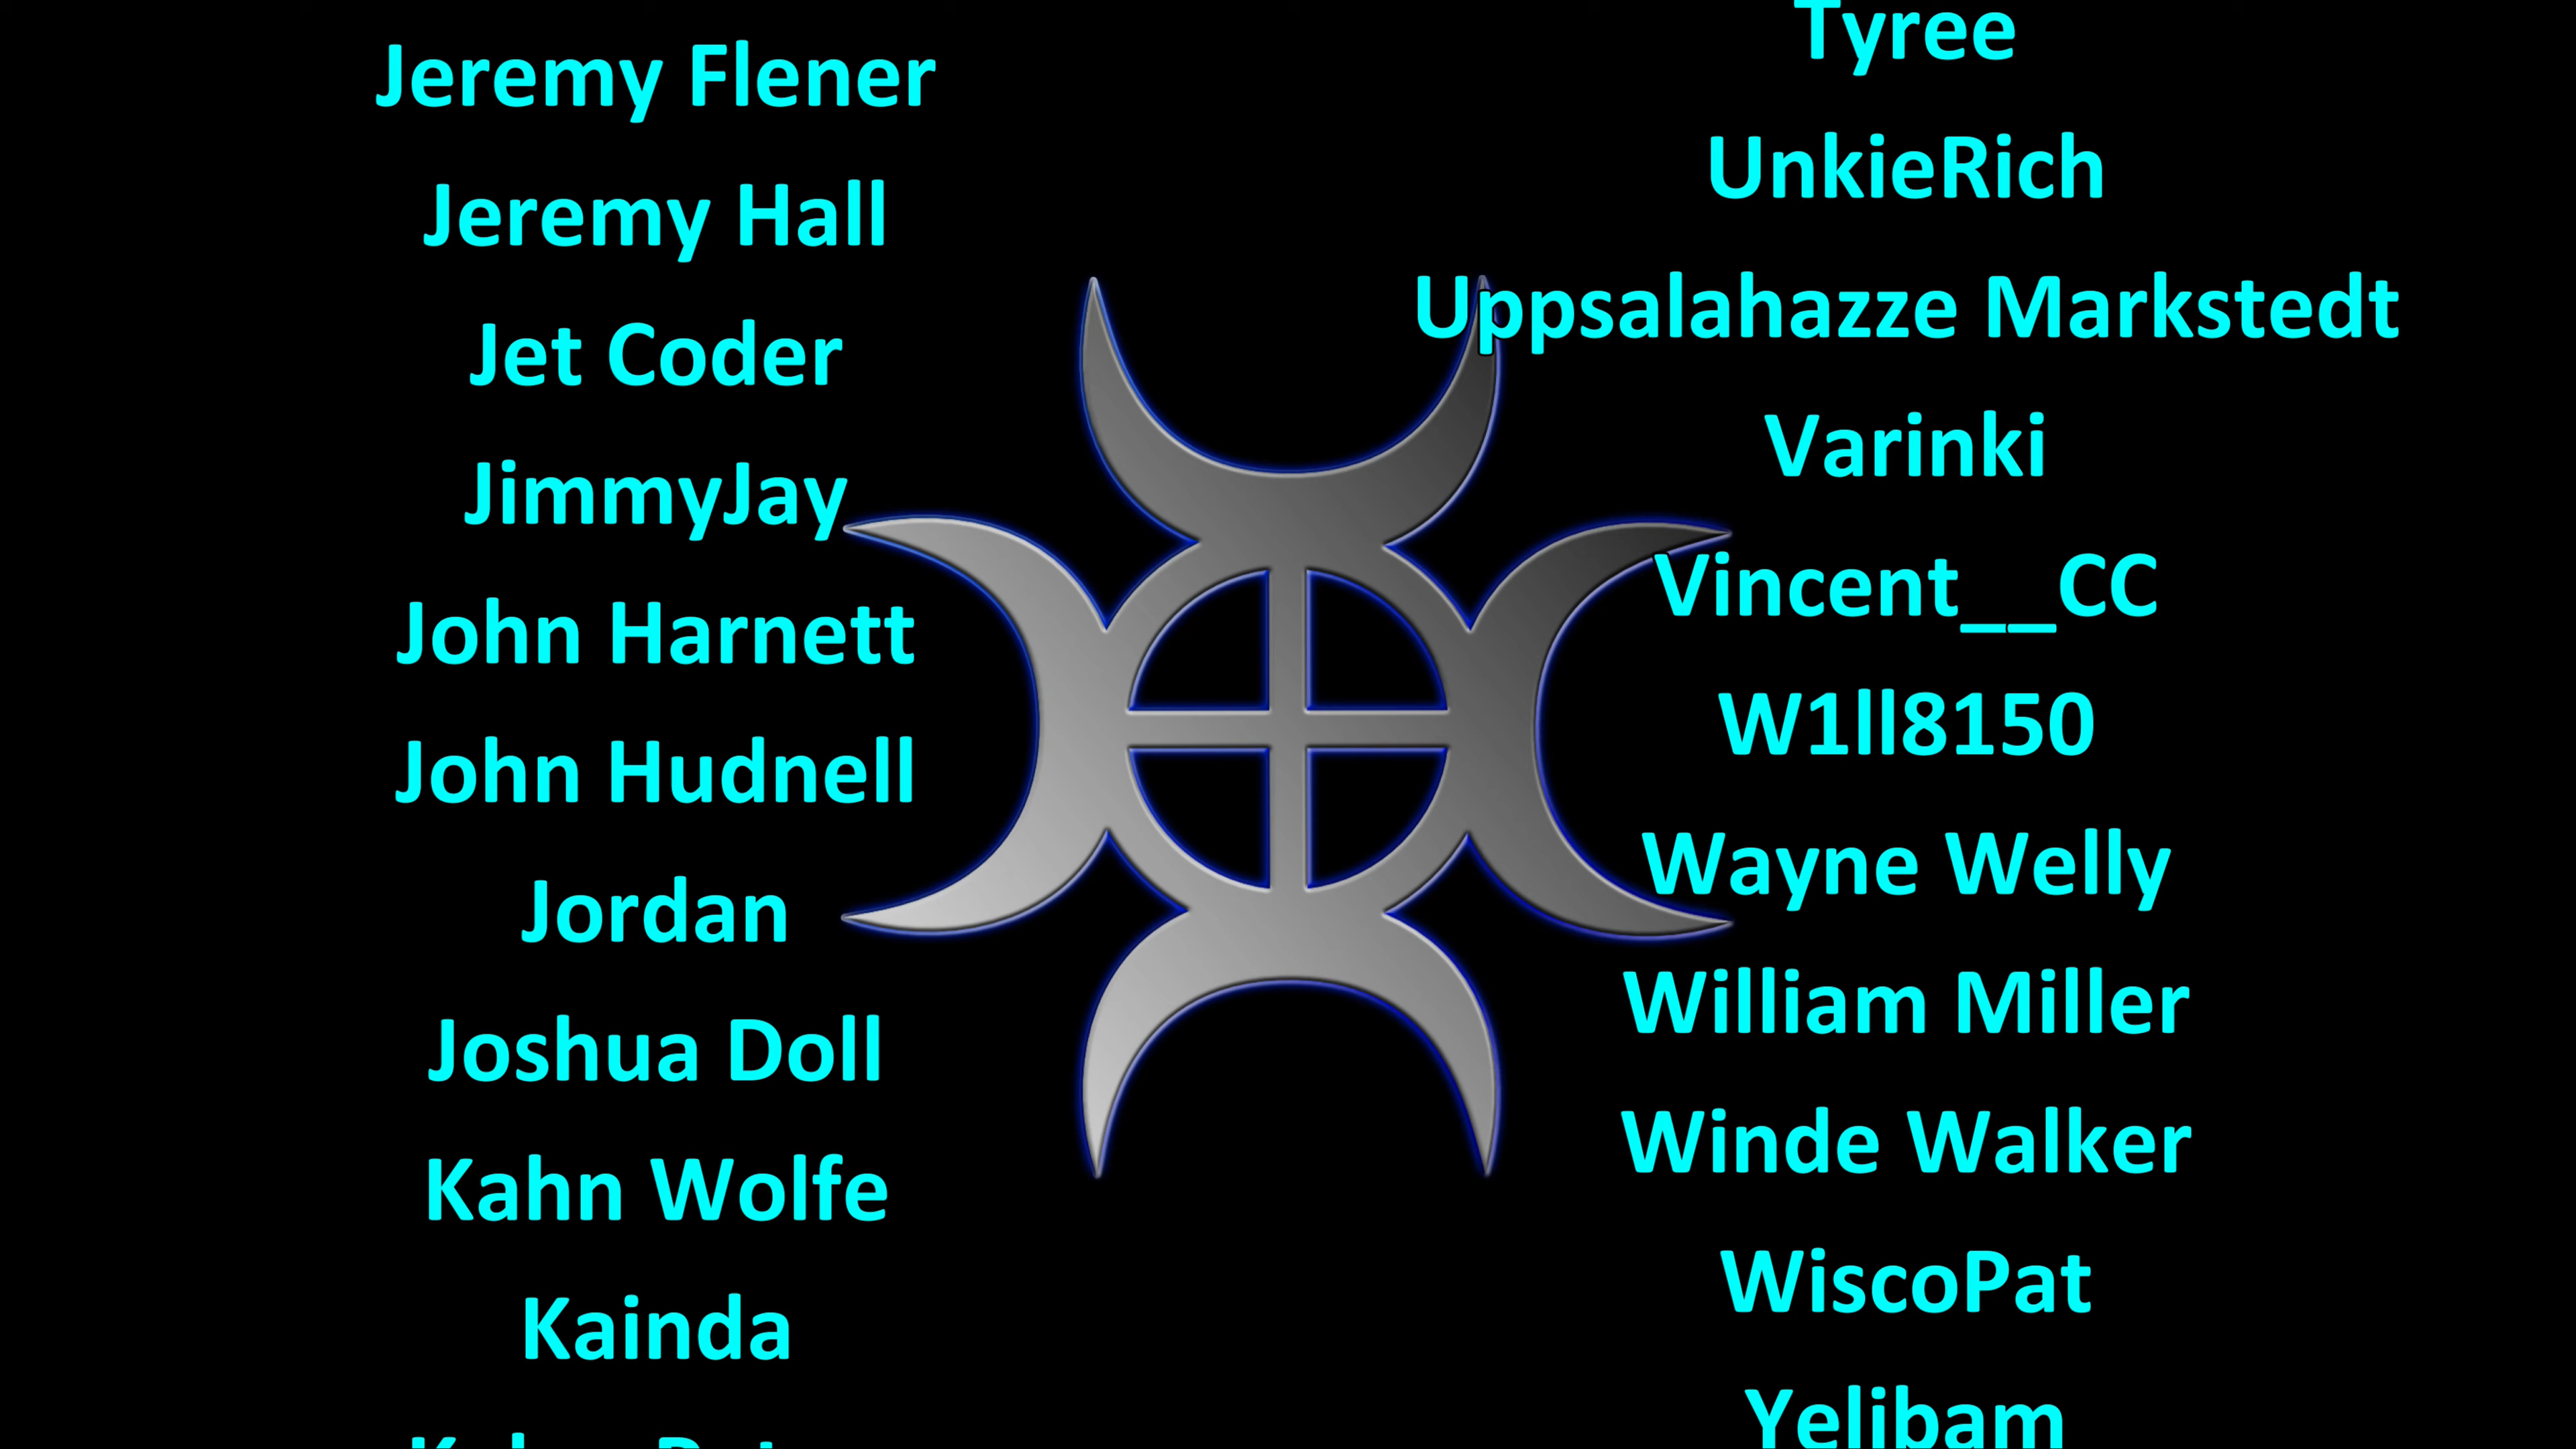 Jeremy Flener
Jeremy Hall
Jet Coder
JimmyJay
John Harnett
John Hudnell
Jordan
Joshua Doll
Kahn Wolfe
Kainda
Tyree
UnkieRich
Uppsalahazze Markstedt
Varinki
Vincent__CC
W1ll8150
Wayne Welly
William Miller
Winde Walker
WiscoPat
Yelibam